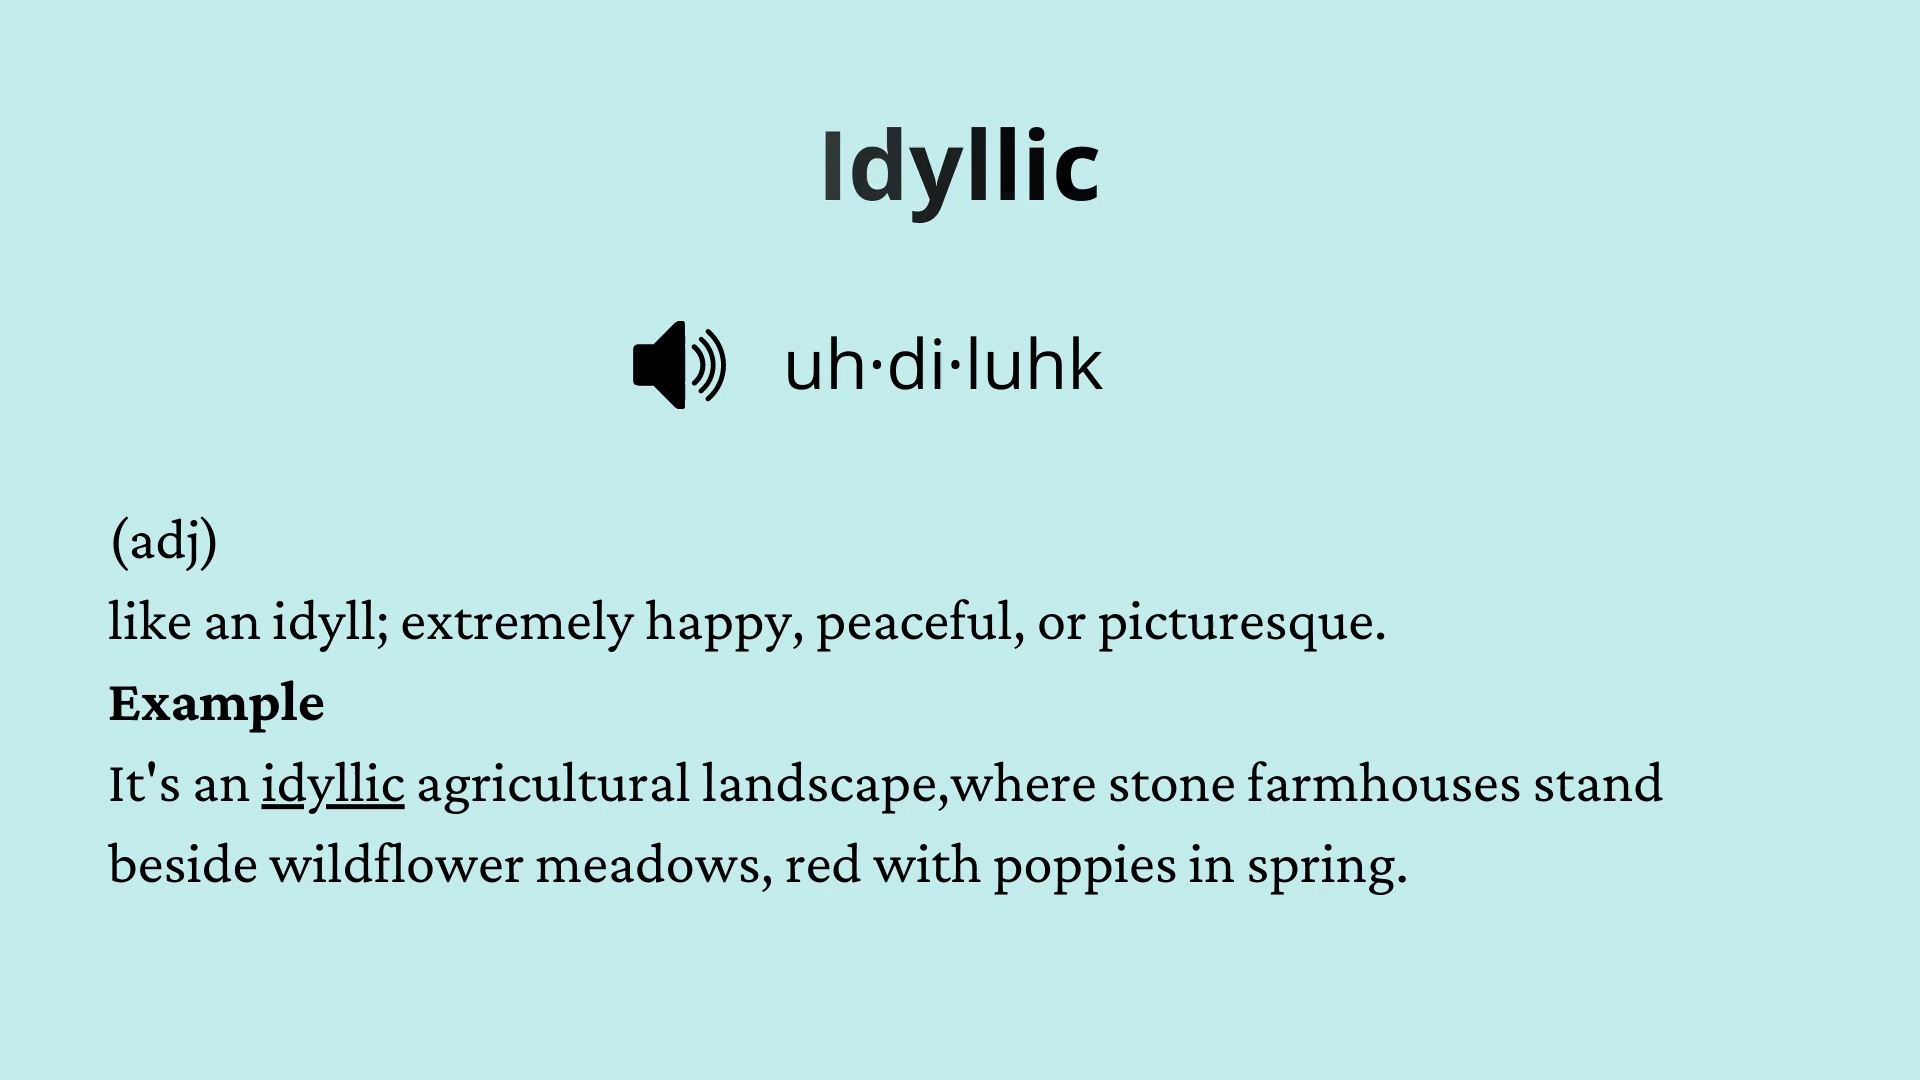 Idyllic
uh·di·luhk
(adj)
like an idyll; extremely happy, peaceful, or picturesque.
Example
It's an idyllic agricultural landscape,where stone farmhouses stand
beside wildflower meadows, red with poppies in spring.